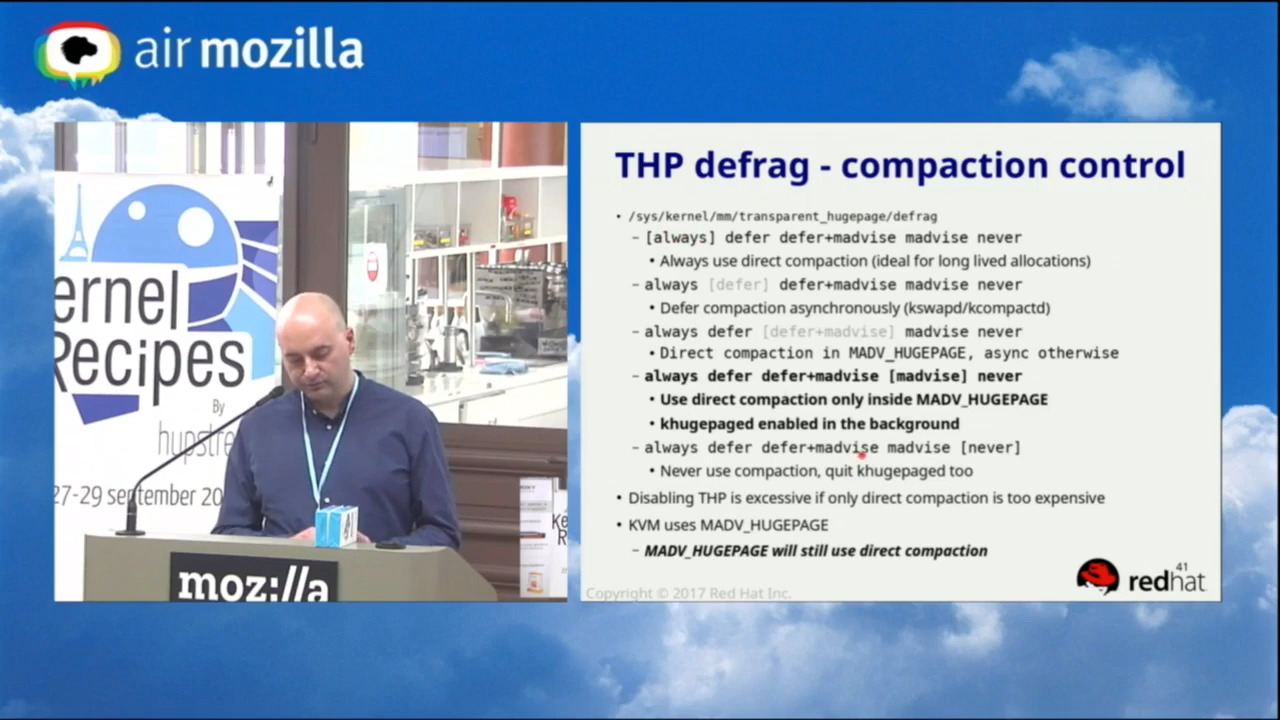 air mozilla
ernel
Recipes
By
hupstre
27-29 september 20
moz://a
Ke
R
THP defrag - compaction control
• /sys/kernel/mm/transparent_hugepage/defrag
– [always] defer defer+madvise madvise never
• Always use direct compaction (ideal for long lived allocations)
– always [defer] defer+madvise madvise never
• Defer compaction asynchronously (kswapd/kcompactd)
– always defer [defer+madvise] madvise never
• Direct compaction in MADV_HUGEPAGE, async otherwise
– always defer defer+madvise [madvise] never
• Use direct compaction only inside MADV_HUGEPAGE
• khugepaged enabled in the background
– always defer defer+madvise madvise [never]
• Never use compaction, quit khugepaged too
• Disabling THP is excessive if only direct compaction is too expensive
• KVM uses MADV_HUGEPAGE
– MADV_HUGEPAGE will still use direct compaction
41
redhat
Copyright © 2017 Red Hat Inc.